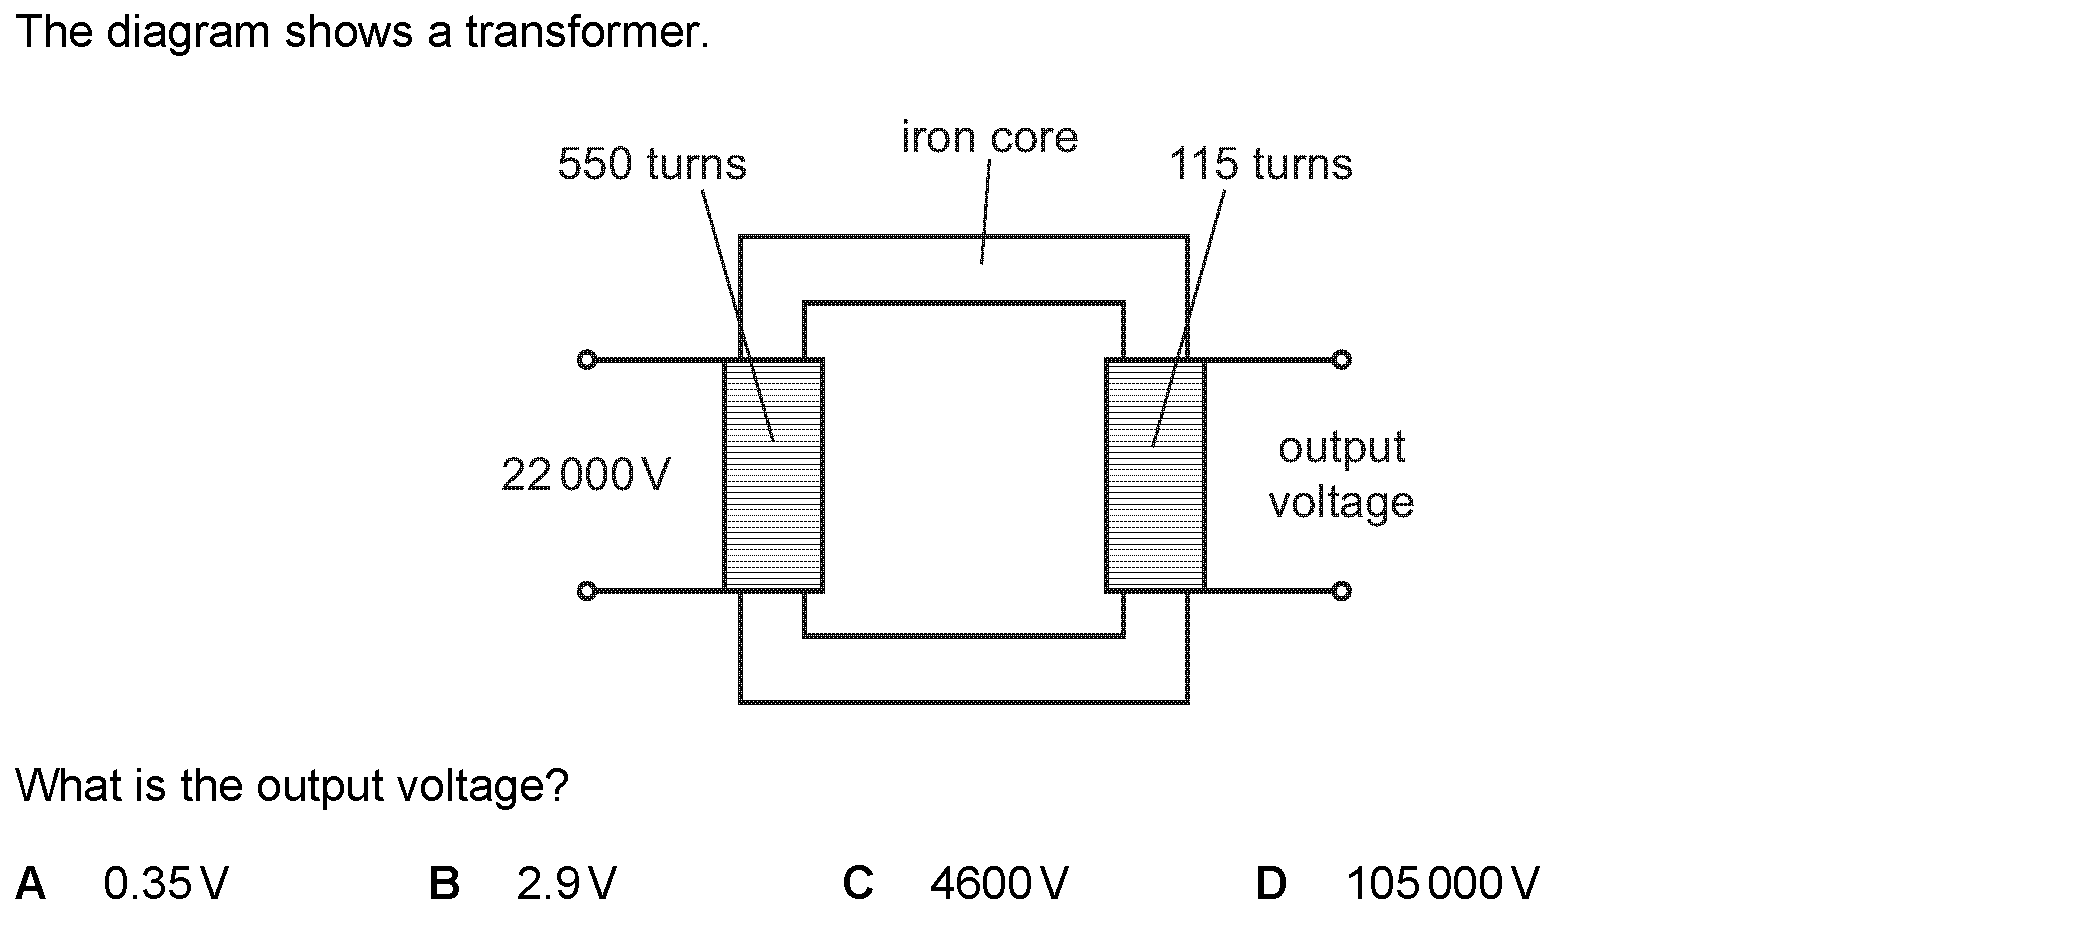 The diagram shows a transformer.
iron core
550 turns
115 turns
22 000 V
output
voltage
What is the output voltage?
A 0.35 V B 2.9 V C 4600 V D 105 000 V